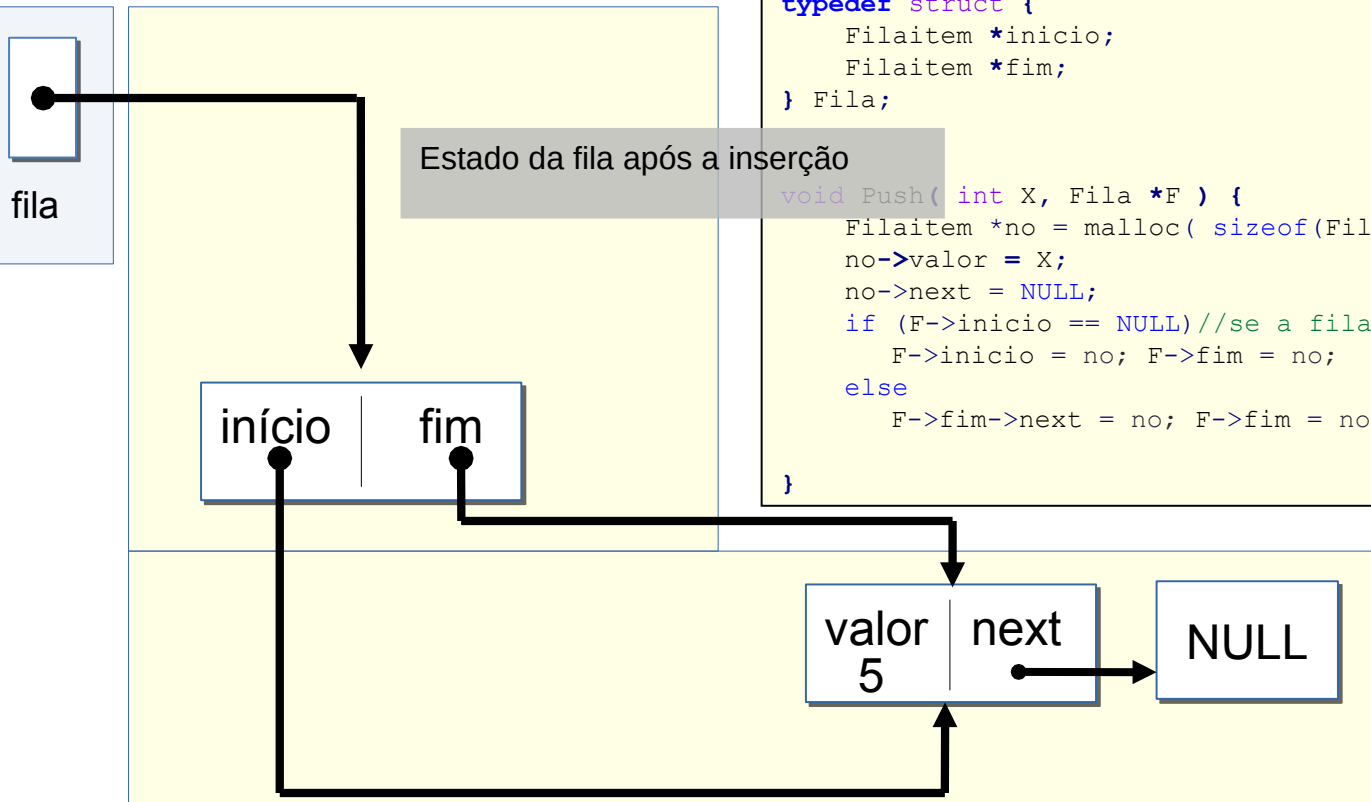 typedef struct {
Filaitem *inicio;
Filaitem *fim;
} Fila;
Estado da fila após a inserção
void Push( int X, Fila *F ) {
Filaitem *no = malloc( sizeof(Fil
no->valor = X;
no->next = NULL;
if (F->inicio == NULL)//se a fila
F->inicio = no; F->fim = no;
else
F->fim->next = no; F->fim = no
}
fila
início fim
valor next
5
NULL